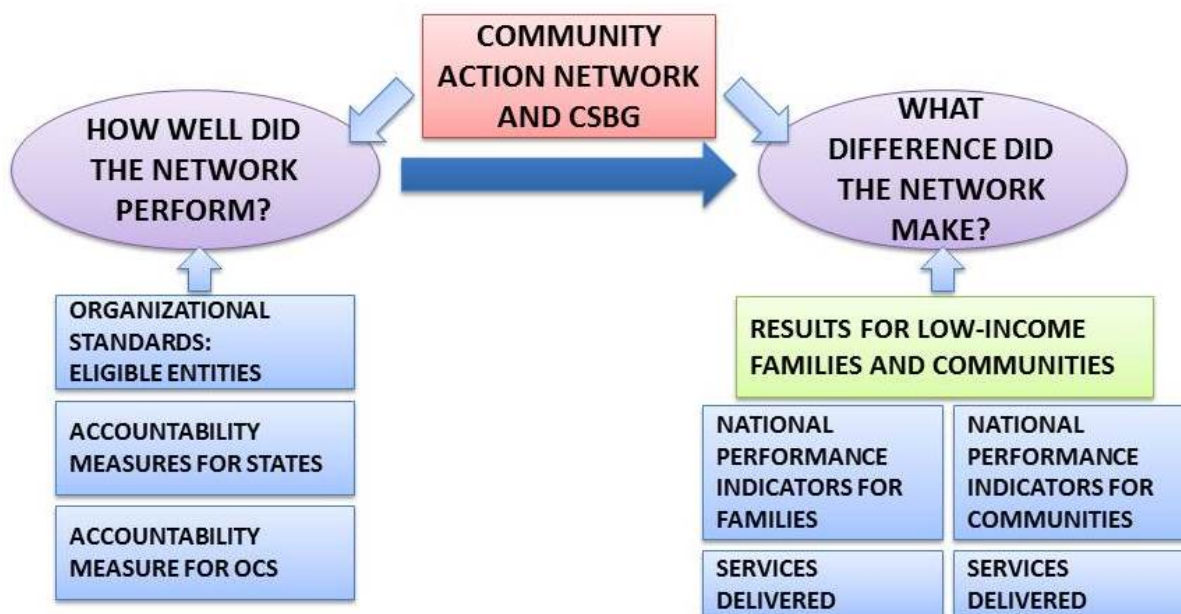 COMMUNITY
ACTION NETWORK
AND CSBG
HOW WELL DID
THE NETWORK
PERFORM?
WHAT
DIFFERENCE DID
THE NETWORK
MAKE?
ORGANIZATIONAL
STANDARDS:
ELIGIBLE ENTITIES
ACCOUNTABILITY
MEASURES FOR STATES
ACCOUNTABILITY
MEASURE FOR OCS
RESULTS FOR LOW-INCOME
FAMILIES AND COMMUNITIES
NATIONAL
PERFORMANCE
INDICATORS FOR
FAMILIES
NATIONAL
PERFORMANCE
INDICATORS FOR
COMMUNITIES
SERVICES
DELIVERED
SERVICES
DELIVERED